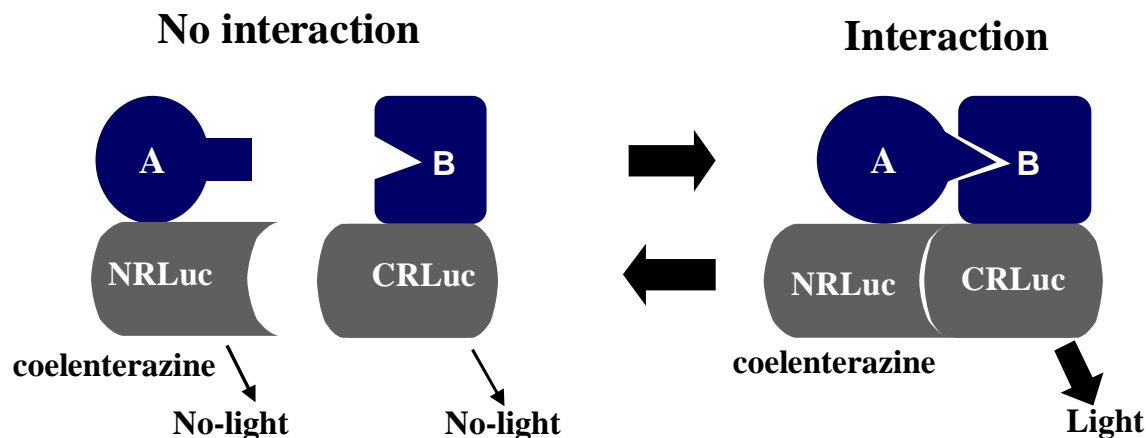 No interaction
Interaction
A
B
A
B
NRLuc
CRLuc
NRLuc
CRLuc
coelenterazine
coelenterazine
No-light
No-light
Light